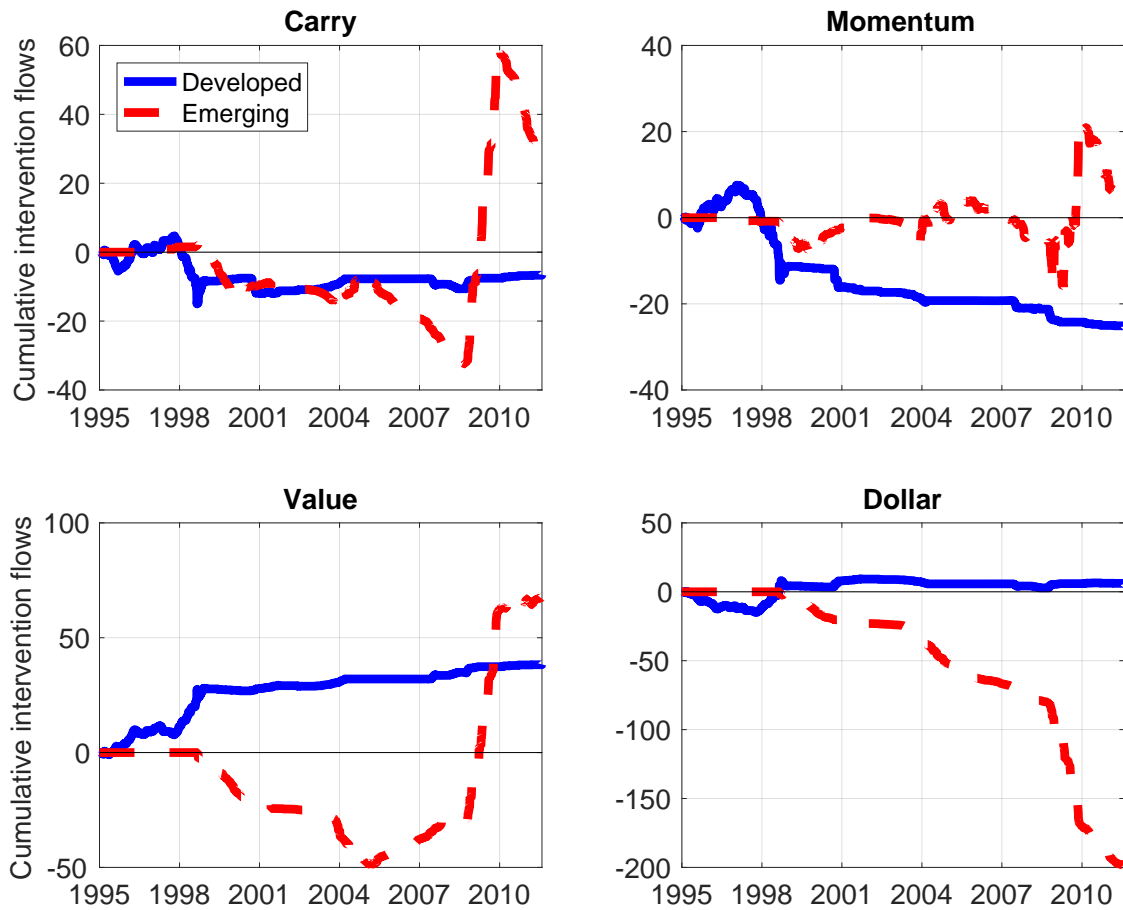 Carry
Cumulative intervention flows
60
40
20
0
-20
-40
Developed
Emerging
1995 1998 2001 2004 2007 2010
Momentum
40
20
0
-20
-40
1995 1998 2001 2004 2007 2010
Value
Cumulative intervention flows
100
50
0
-50
1995 1998 2001 2004 2007 2010
Dollar
50
0
-50
-100
-150
-200
1995 1998 2001 2004 2007 2010